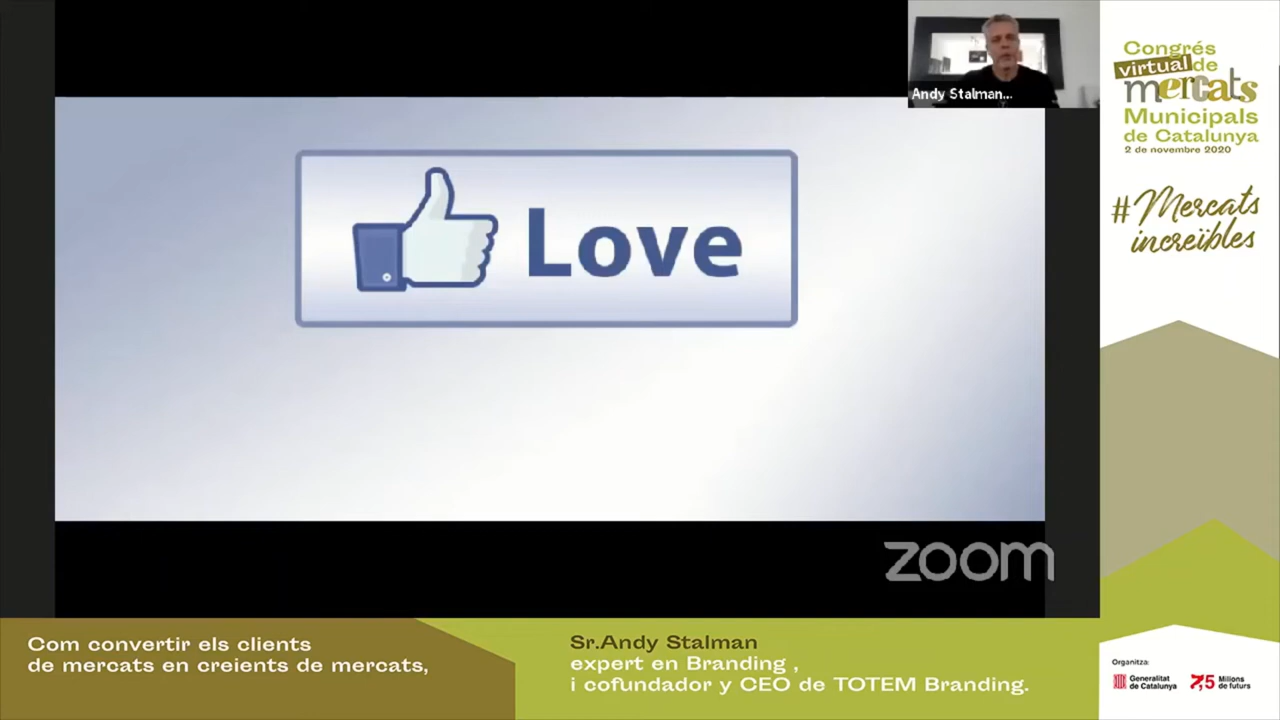 Andy Stalman...
Congrés
virtual de
mercats
Municipals
de Catalunya
2 de novembre 2020
#Mercats
increïbles
Love
zoom
Com convertir els clients
de mercats en creients de mercats,
Sr.Andy Stalman
expert en Branding ,
i cofundador y CEO de TOTEM Branding.
Organitza:
Generalitat
de Catalunya
7,5 Milions
de futurs